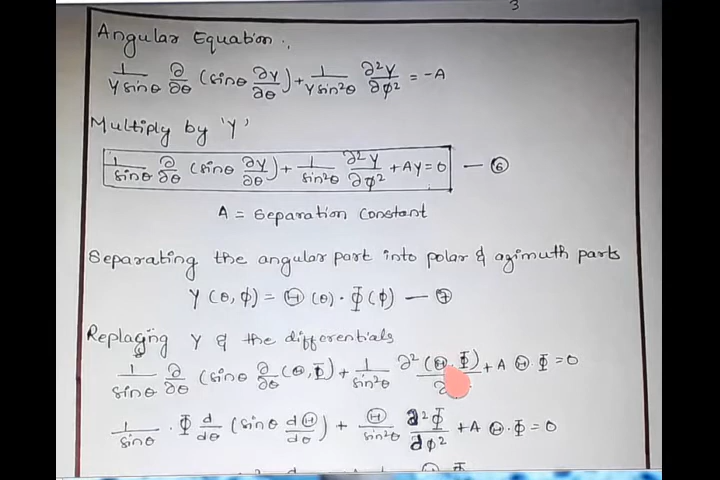 3
Angular Equation :.
1/(Y sinθ) ∂/∂θ (sinθ ∂Y/∂θ) + 1/(Y sin²θ) ∂²Y/∂φ² = -A
Multiply by 'Y'
1/sinθ ∂/∂θ (sinθ ∂Y/∂θ) + 1/sin²θ ∂²Y/∂φ² + AY = 0 — ⑥
A = Separation Constant
Separating the angular part into polar & azimuth parts
Y (θ, φ) = Θ (θ) · Φ (φ) — ⑦
Replacing Y & the differentials
1/sinθ ∂/∂θ (sinθ ∂/∂θ (Θ, Φ) + 1/sin²θ ∂² (Θ. Φ)/∂ + A Θ · Φ = 0
1/sinθ · Φ d/dθ (sinθ dΘ/dθ) + Θ/sin²θ d²Φ/dφ² + A Θ · Φ = 0